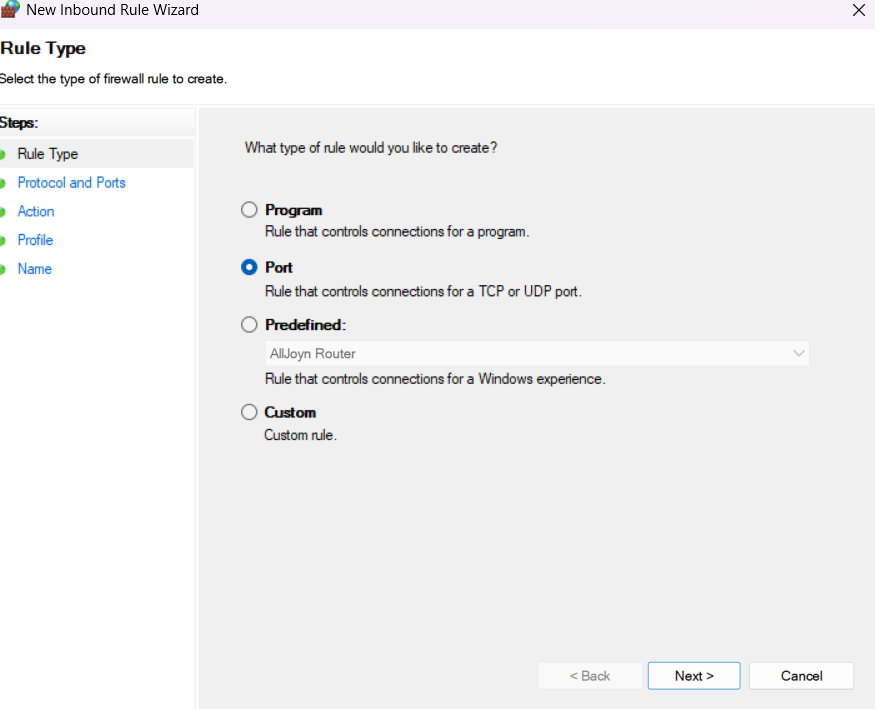 New Inbound Rule Wizard
Rule Type
Select the type of firewall rule to create.
Steps:
Rule Type
Protocol and Ports
Action
Profile
Name
What type of rule would you like to create?
Program
Rule that controls connections for a program.
Port
Rule that controls connections for a TCP or UDP port.
Predefined:
AllJoyn Router
Rule that controls connections for a Windows experience.
Custom
Custom rule.
< Back
Next >
Cancel